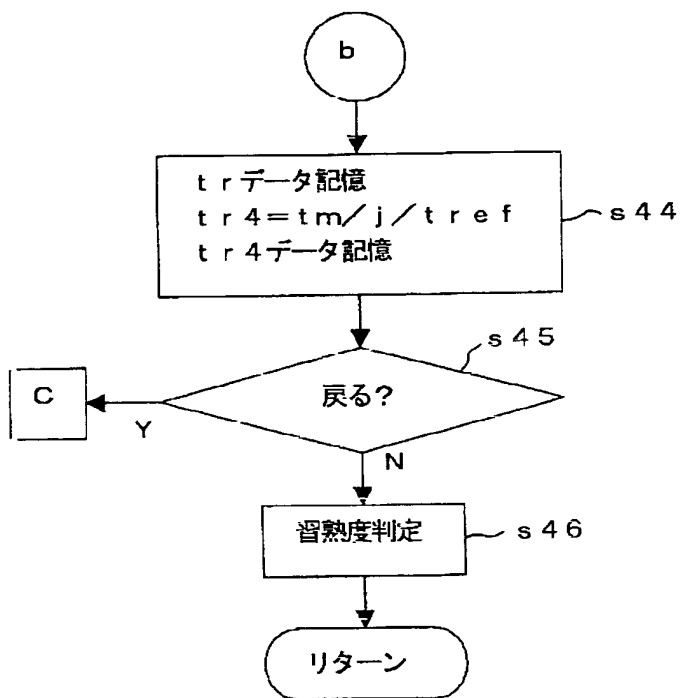 b
ｔｒデータ記憶
ｔｒ４＝ｔｍ／ｊ／ｔｒｅｆ
ｔｒ４データ記憶
ｓ４４
ｓ４５
戻る？
C
Y
N
習熟度判定
ｓ４６
リターン